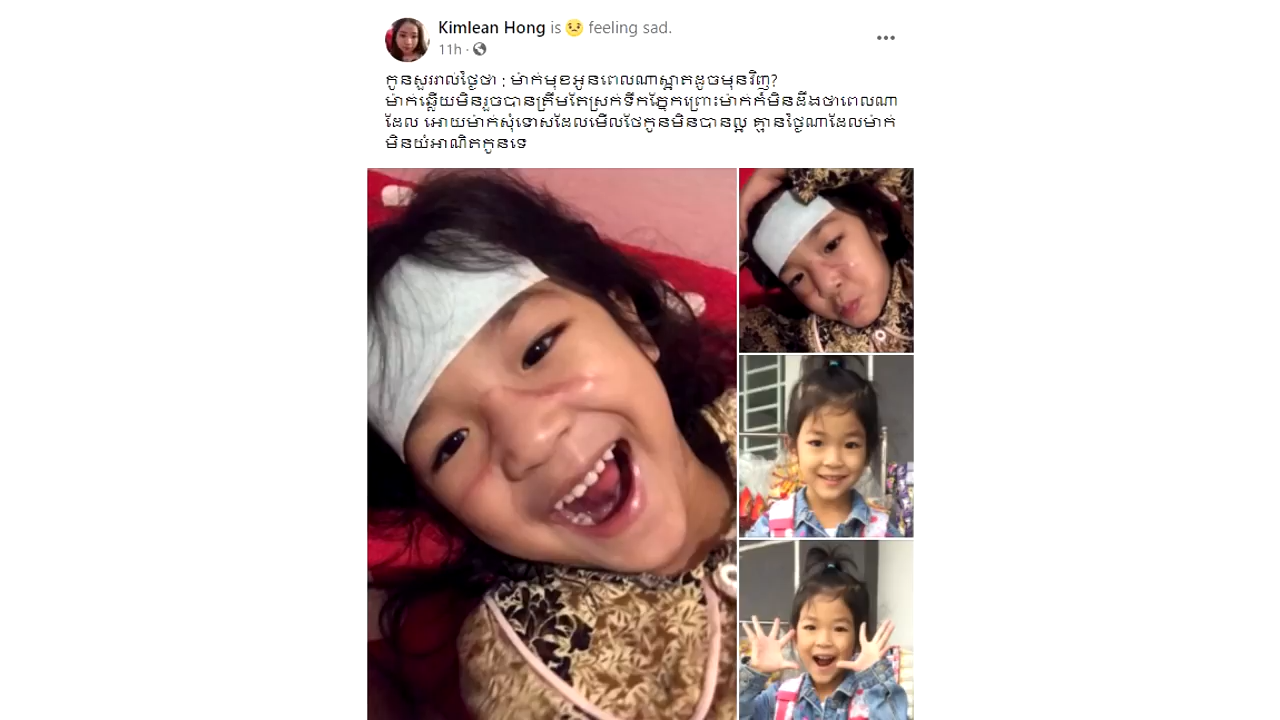 Kimlean Hong is feeling sad.
11h ·
កូនសួររាល់ថ្ងៃថា : ម៉ាក់មុខអូនពេលណាស្អាតដូចមុនវិញ?
ម៉ាក់ឆ្លើយមិនរួចបានត្រឹមតែស្រក់ទឹកភ្នែកព្រោះម៉ាក់ក៏មិនដឹងថាពេលណា
ដែល អោយម៉ាក់សុំទោសដែលមើលថែកូនមិនបានល្អ គ្មានថ្ងៃណាដែលម៉ាក់
មិនយំអាណិតកូនទេ